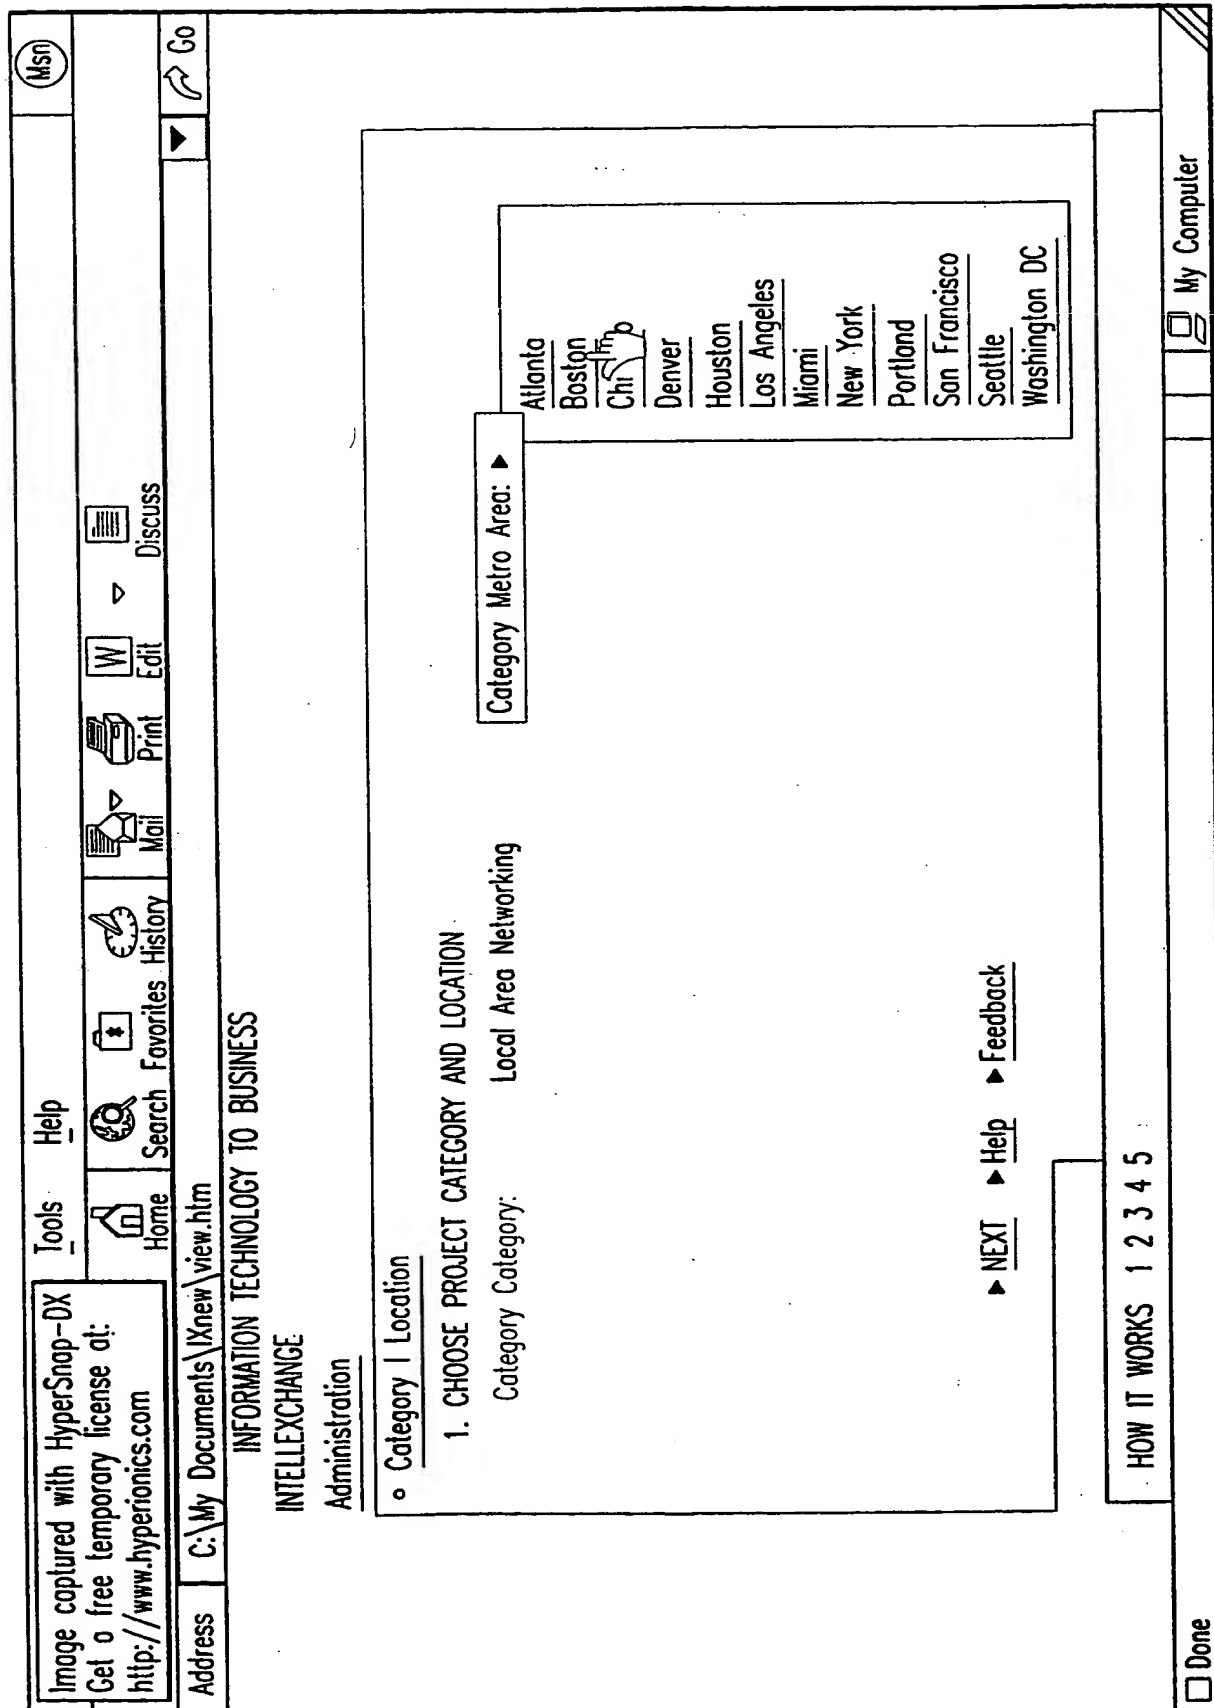 Image captured with HyperSnap-DX
Get a free temporary license at:
http://www.hyperionics.com
Tools Help
Msn
Home Search Favorites History Mail Print Edit Discuss
W
Address C:\My Documents\IXnew\view.htm Go
INFORMATION TECHNOLOGY TO BUSINESS
INTELLEXCHANGE
Administration
Category | Location
1. CHOOSE PROJECT CATEGORY AND LOCATION
Category Category: Local Area Networking Category Metro Area:
Atlanta
Boston
Chi o
Denver
Houston
Los Angeles
Miami
New York
Portland
San Francisco
Seattle
Washington DC
NEXT Help Feedback
HOW IT WORKS 1 2 3 4 5
Done My Computer